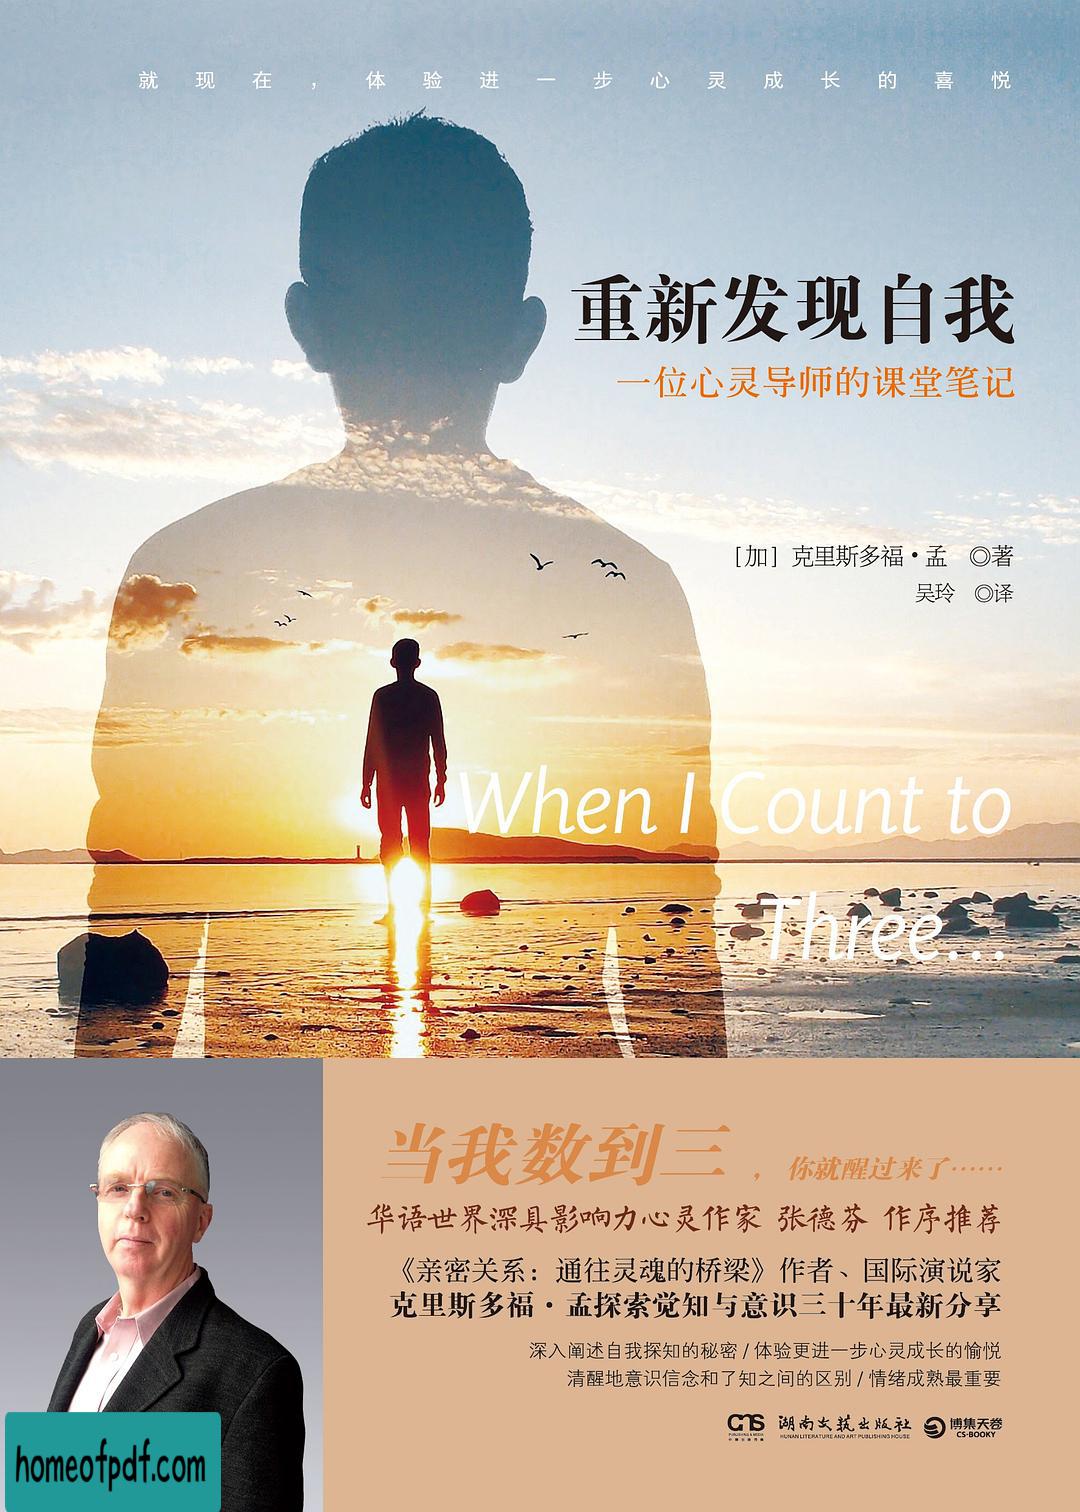 就现在，体验进一步心灵成长的喜悦
重新发现自我
一位心灵导师的课堂笔记
［加］克里斯多福·孟 ◎著
吴玲 ◎译
When I Count to
Three...
当我数到三，你就醒过来了……
华语世界深具影响力心灵作家 张德芬 作序推荐
《亲密关系：通往灵魂的桥梁》作者、国际演说家
克里斯多福·孟探索觉知与意识三十年最新分享
深入阐述自我探知的秘密/体验更进一步心灵成长的愉悦
清醒地意识信念和了知之间的区别/情绪成熟最重要
湖南文艺出版社
HUNAN LITERATURE AND ART PUBLISHING HOUSE
博集天卷
CS-BOOKY
homeofpdf.com